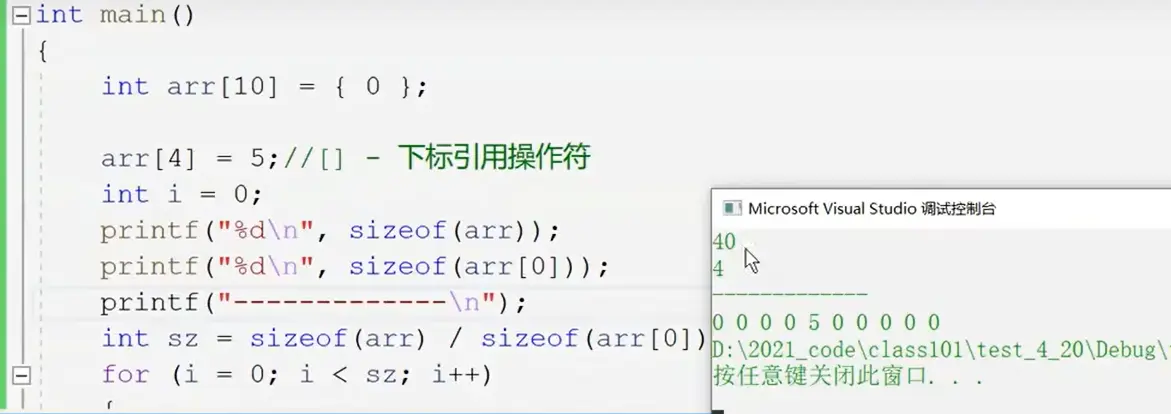 int main()
{
int arr[10] = { 0 };
arr[4] = 5;//[] - 下标引用操作符
int i = 0;
printf("%d\n", sizeof(arr));
printf("%d\n", sizeof(arr[0]));
printf("-------------\n");
int sz = sizeof(arr) / sizeof(arr[0])
for (i = 0; i < sz; i++)
{
Microsoft Visual Studio 调试控制台
40
4
-------------
0 0 0 0 5 0 0 0 0 0
D:\2021_code\class101\test_4_20\Debug\
按任意键关闭此窗口. . .